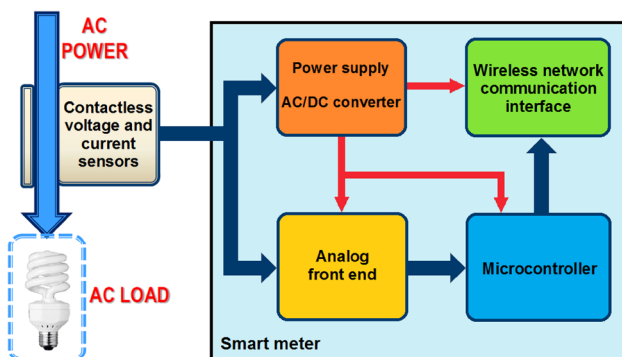 AC
POWER
Contactless
voltage and
current
sensors
AC LOAD
Power supply
AC/DC converter
Wireless network
communication
interface
Analog
front end
Microcontroller
Smart meter